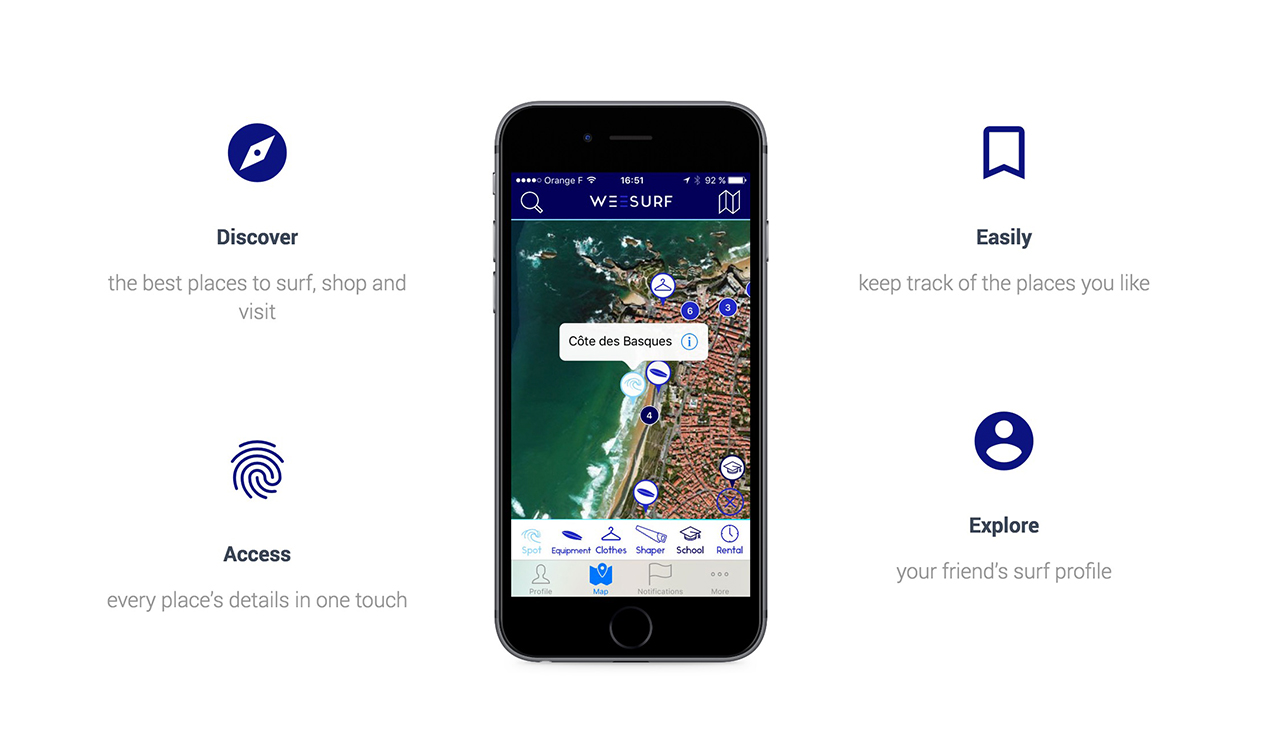 Discover
the best places to surf, shop and
visit
Access
every place's details in one touch
Orange F 16:51 92 %
WEESURF
6
3
Côte des Basques i
4
Spot Equipment Clothes Shaper School Rental
Profile Map Notifications More
Easily
keep track of the places you like
Explore
your friend's surf profile